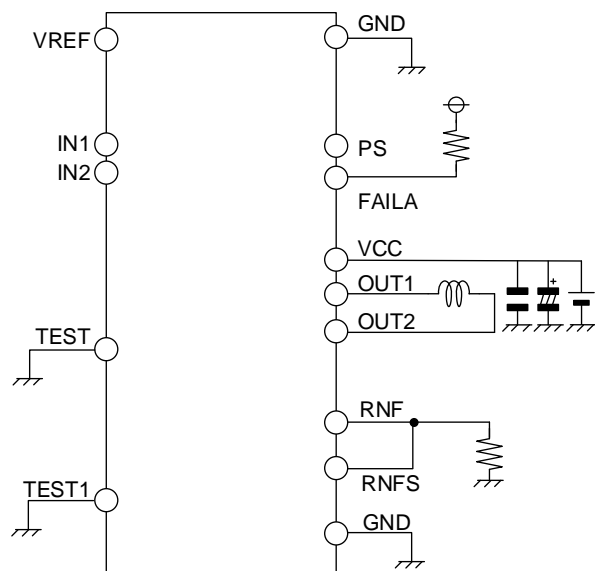 VREF
GND
IN1
IN2
PS
FAILA
VCC
OUT1
OUT2
TEST
RNF
RNFS
TEST1
GND
+